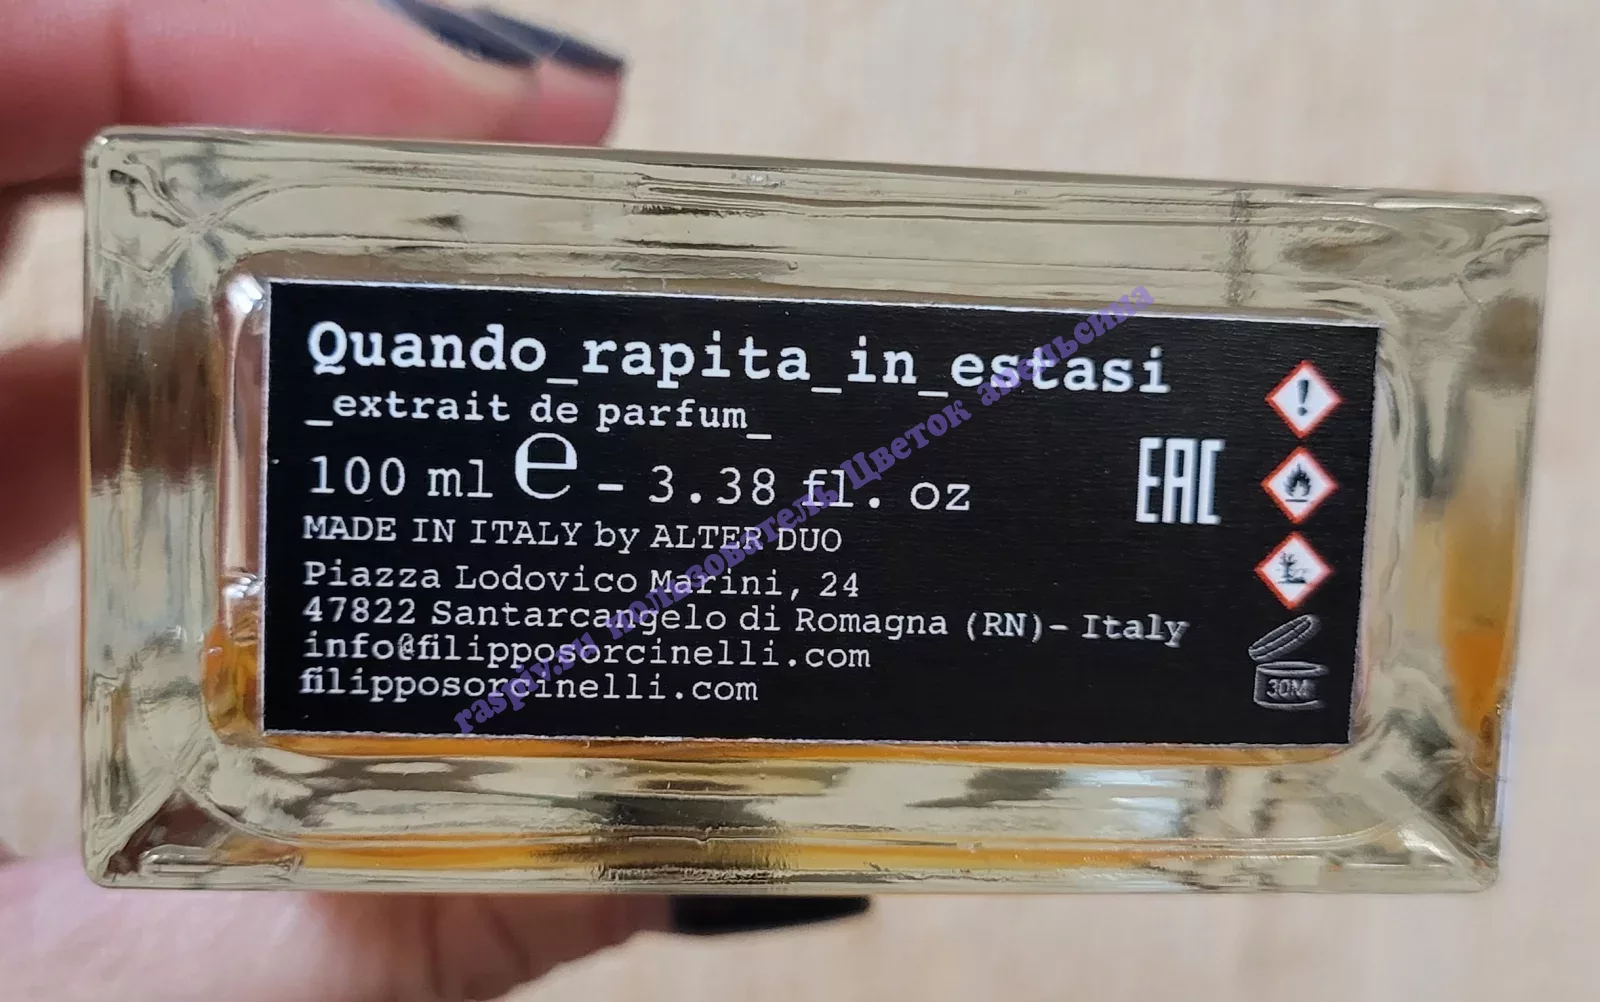 Quando_rapita_in_estasi
_extrait de parfum_
100 ml ℮ - 3.38 fl. oz
MADE IN ITALY by ALTER DUO
Piazza Lodovico Marini, 24
47822 Santarcangelo di Romagna (RN)- Italy
info@filipposorcinelli.com
filipposorcinelli.com
EAC
30M
raspiv.ru пользователь Цветок апельсина